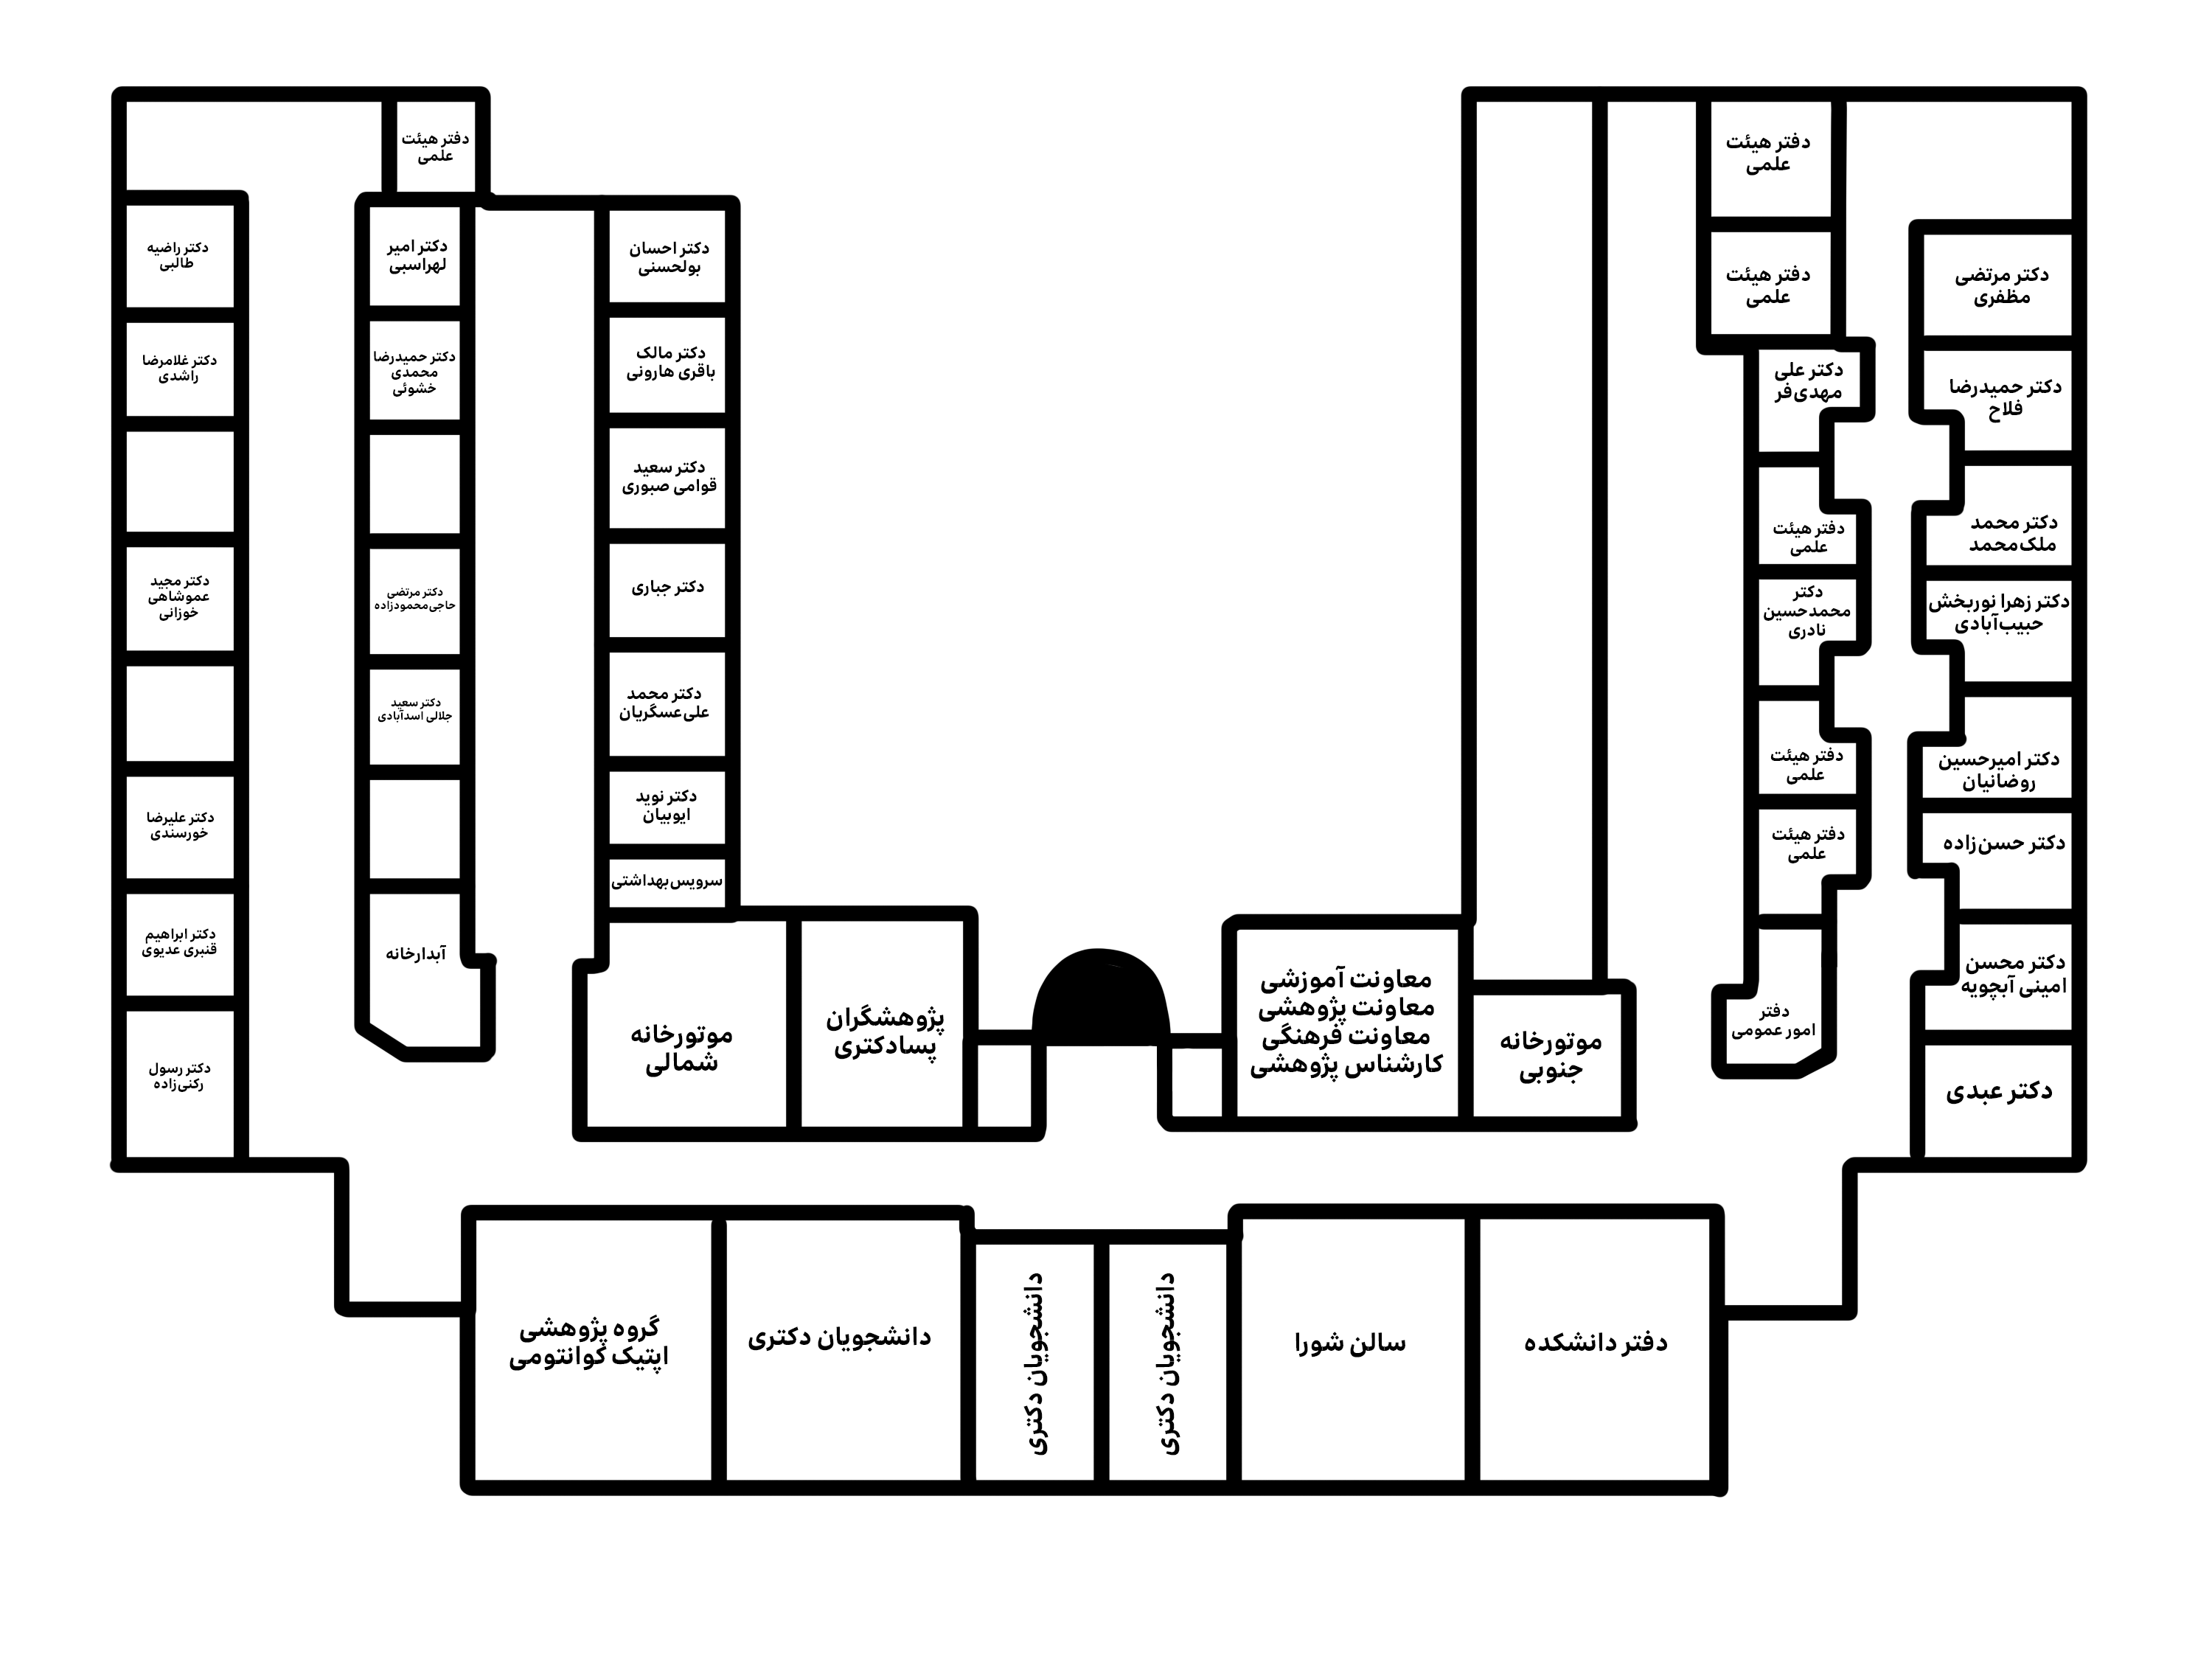 دفتر هیئت
علمی
دکتر راضیه
طالبی
دکتر غلامرضا
راشدی
دکتر مجید
عموشاهی
خوزانی
دکتر علیرضا
خورسندی
دکتر ابراهیم
قنبری عدیوی
دکتر رسول
رکنی‌زاده
دکتر امیر
لهراسبی
دکتر حمیدرضا
محمدی
خشوئی
دکتر مرتضی
حاجی‌محمودزاده
دکتر سعید
جلالی اسدآبادی
آبدارخانه
دکتر احسان
بولحسنی
دکتر مالک
باقری هارونی
دکتر سعید
قوامی صبوری
دکتر جباری
دکتر محمد
علی‌عسگریان
دکتر نوید
ایوبیان
سرویس‌بهداشتی
موتورخانه
شمالی
پژوهشگران
پسادکتری
معاونت آموزشی
معاونت پژوهشی
معاونت فرهنگی
کارشناس پژوهشی
موتورخانه
جنوبی
دفتر هیئت
علمی
دفتر هیئت
علمی
دکتر علی
مهدی‌فر
دفتر هیئت
علمی
دکتر
محمدحسین
نادری
دفتر هیئت
علمی
دفتر هیئت
علمی
دفتر
امور عمومی
دکتر مرتضی
مظفری
دکتر حمیدرضا
فلاح
دکتر محمد
ملک‌محمد
دکتر زهرا نوربخش
حبیب‌آبادی
دکتر امیرحسین
روضانیان
دکتر حسن‌زاده
دکتر محسن
امینی آبچویه
دکتر عبدی
گروه پژوهشی
اپتیک کوانتومی
دانشجویان دکتری
دانشجویان دکتری
دانشجویان دکتری
سالن شورا
دفتر دانشکده